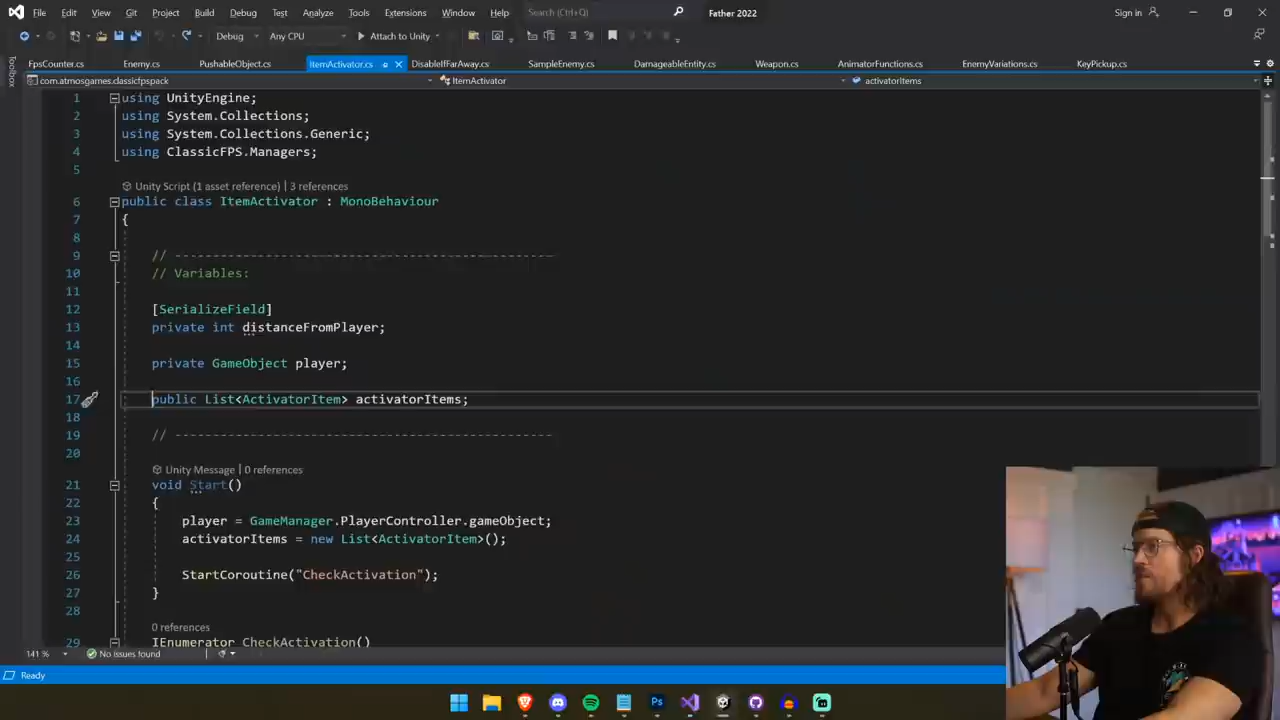 File Edit View Git Project Build Debug Test Analyze Tools Extensions Window Help Search (Ctrl+Q) Father 2022 Sign in
Debug Any CPU Attach to Unity
FpsCounter.cs Enemy.cs PushableObject.cs ItemActivator.cs DisableIfFarAway.cs SampleEnemy.cs DamageableEntity.cs Weapon.cs AnimatorFunctions.cs EnemyVariations.cs KeyPickup.cs
com.atmosgames.classicfpspack ItemActivator activatorItems
Toolbox
1 using UnityEngine;
2 using System.Collections;
3 using System.Collections.Generic;
4 using ClassicFPS.Managers;
5
Unity Script (1 asset reference) | 3 references
6 public class ItemActivator : MonoBehaviour
7 {
8
9 // --------------------------------------------------
10 // Variables:
11
12 [SerializeField]
13 private int distanceFromPlayer;
14
15 private GameObject player;
16
17 public List<ActivatorItem> activatorItems;
18
19 // --------------------------------------------------
20
Unity Message | 0 references
21 void Start()
22 {
23 player = GameManager.PlayerController.gameObject;
24 activatorItems = new List<ActivatorItem>();
25
26 StartCoroutine("CheckActivation");
27 }
28
0 references
29 IEnumerator CheckActivation()
141 % No issues found
Ready